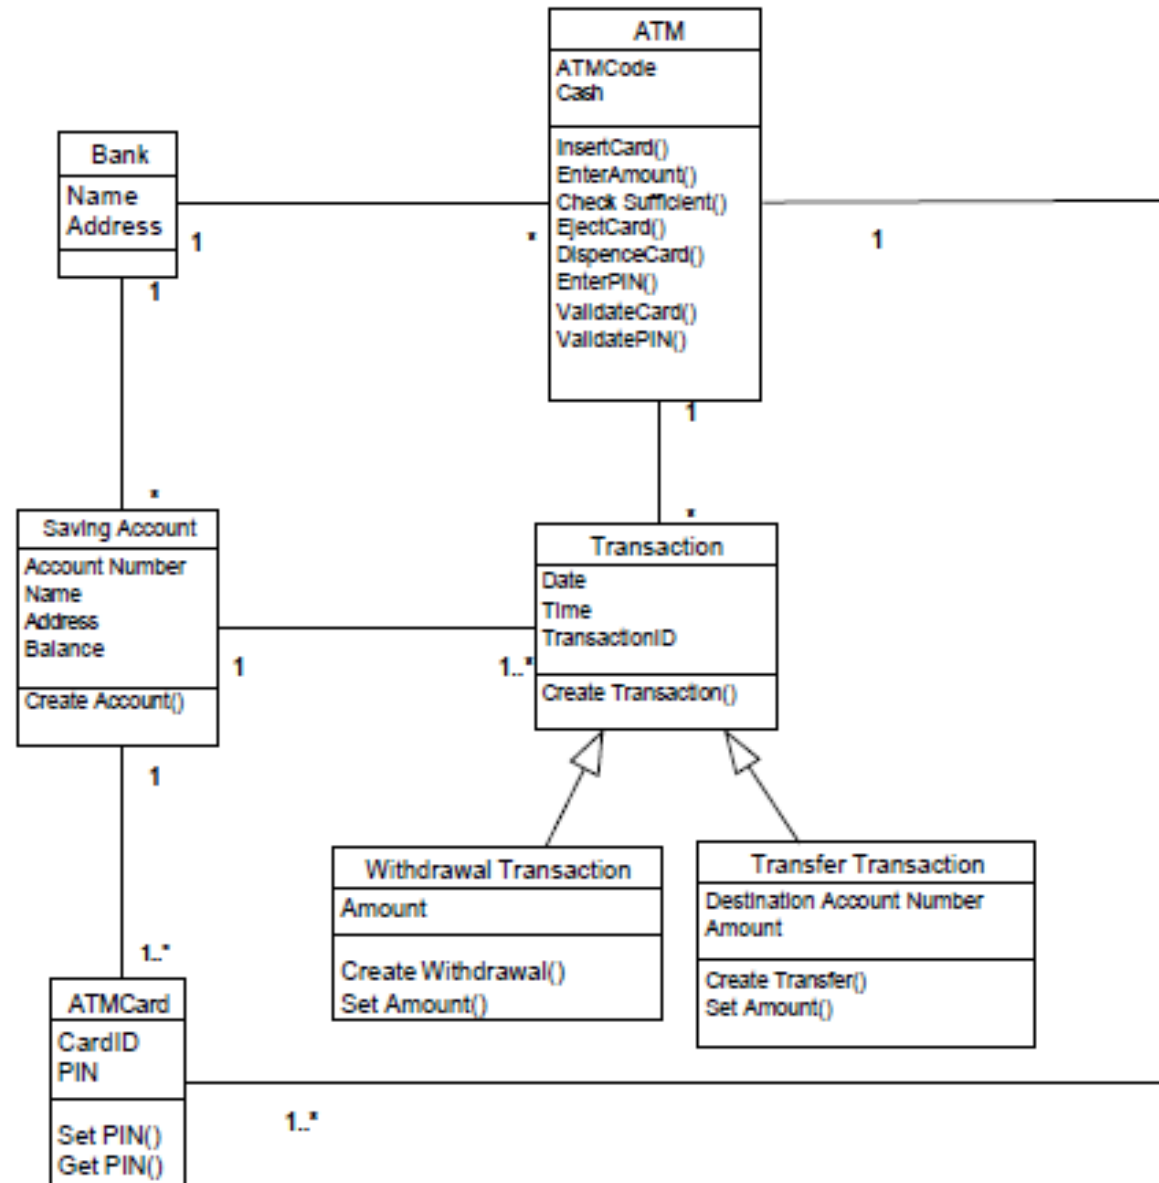 ATM
ATMCode
Cash
InsertCard()
EnterAmount()
Check Sufficient()
EjectCard()
DispenceCard()
EnterPIN()
ValidateCard()
ValidatePIN()
Bank
Name
Address
1
*
1
1
1
*
1
*
Saving Account
Account Number
Name
Address
Balance
Create Account()
Transaction
Date
Time
TransactionID
Create Transaction()
1
1..*
1
1..*
Withdrawal Transaction
Amount
Create Withdrawal()
Set Amount()
Transfer Transaction
Destination Account Number
Amount
Create Transfer()
Set Amount()
ATMCard
CardID
PIN
Set PIN()
Get PIN()
1..*